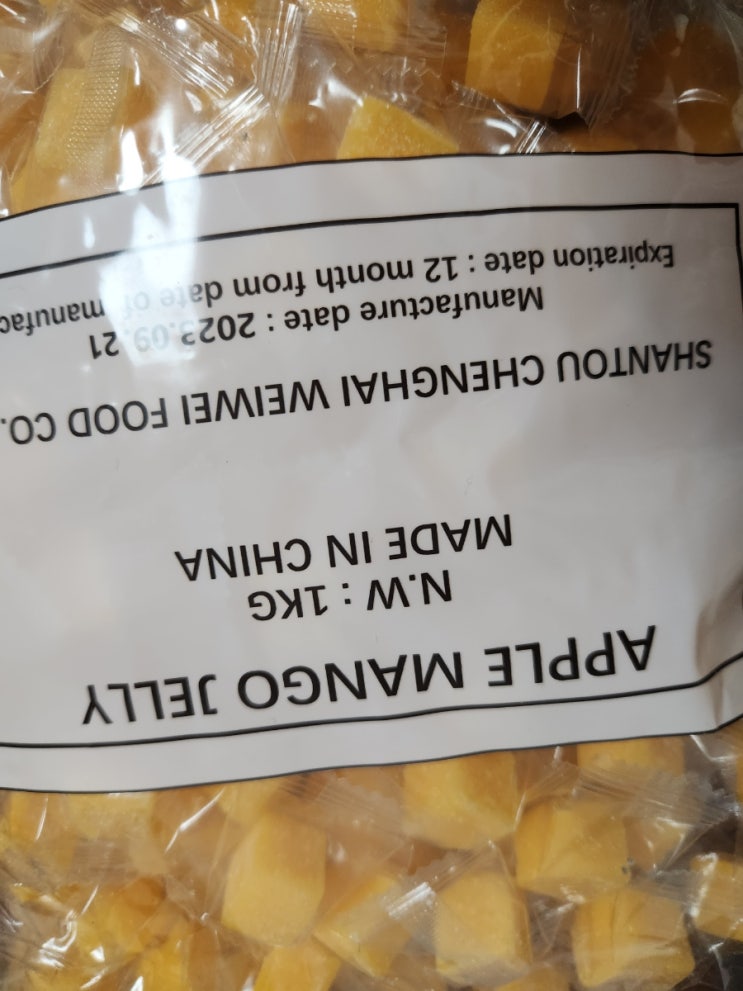 APPLE MANGO JELLY
N.W : 1KG
MADE IN CHINA
SHANTOU CHENGHAI WEIWEI FOOD CO.
Manufacture date : 2023.09.21
Expiration date : 12 month from date of manufac